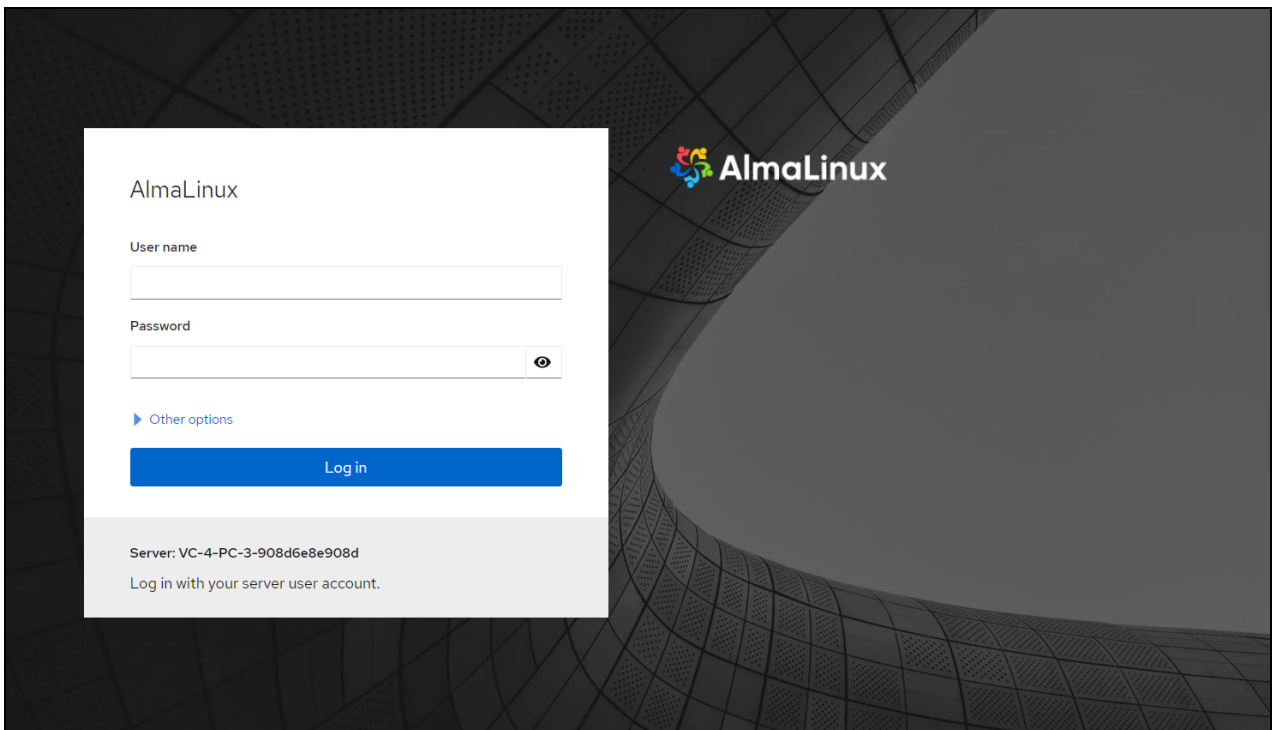 AlmaLinux
AlmaLinux
User name
Password
Other options
Log in
Server: VC-4-PC-3-908d6e8e908d
Log in with your server user account.